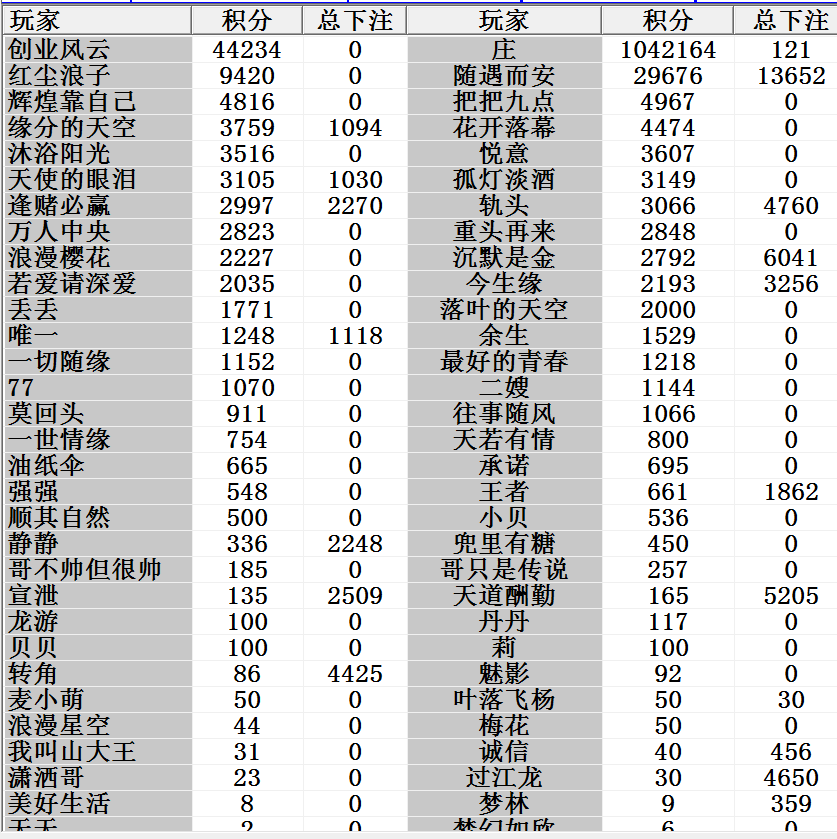 玩家 积分 总下注 玩家 积分 总下注
创业风云 44234 0 庄 1042164 121
红尘浪子 9420 0 随遇而安 29676 13652
辉煌靠自己 4816 0 把把九点 4967 0
缘分的天空 3759 1094 花开落幕 4474 0
沐浴阳光 3516 0 悦意 3607 0
天使的眼泪 3105 1030 孤灯淡酒 3149 0
逢赌必赢 2997 2270 轨头 3066 4760
万人中央 2823 0 重头再来 2848 0
浪漫樱花 2227 0 沉默是金 2792 6041
若爱请深爱 2035 0 今生缘 2193 3256
丢丢 1771 0 落叶的天空 2000 0
唯一 1248 1118 余生 1529 0
一切随缘 1152 0 最好的青春 1218 0
77 1070 0 二嫂 1144 0
莫回头 911 0 往事随风 1066 0
一世情缘 754 0 天若有情 800 0
油纸伞 665 0 承诺 695 0
强强 548 0 王者 661 1862
顺其自然 500 0 小贝 536 0
静静 336 2248 兜里有糖 450 0
哥不帅但很帅 185 0 哥只是传说 257 0
宣泄 135 2509 天道酬勤 165 5205
龙游 100 0 丹丹 117 0
贝贝 100 0 莉 100 0
转角 86 4425 魅影 92 0
麦小萌 50 0 叶落飞杨 50 30
浪漫星空 44 0 梅花 50 0
我叫山大王 31 0 诚信 40 456
潇洒哥 23 0 过江龙 30 4650
美好生活 8 0 梦林 9 359
天天 2 0 梦幻如欣 6 0